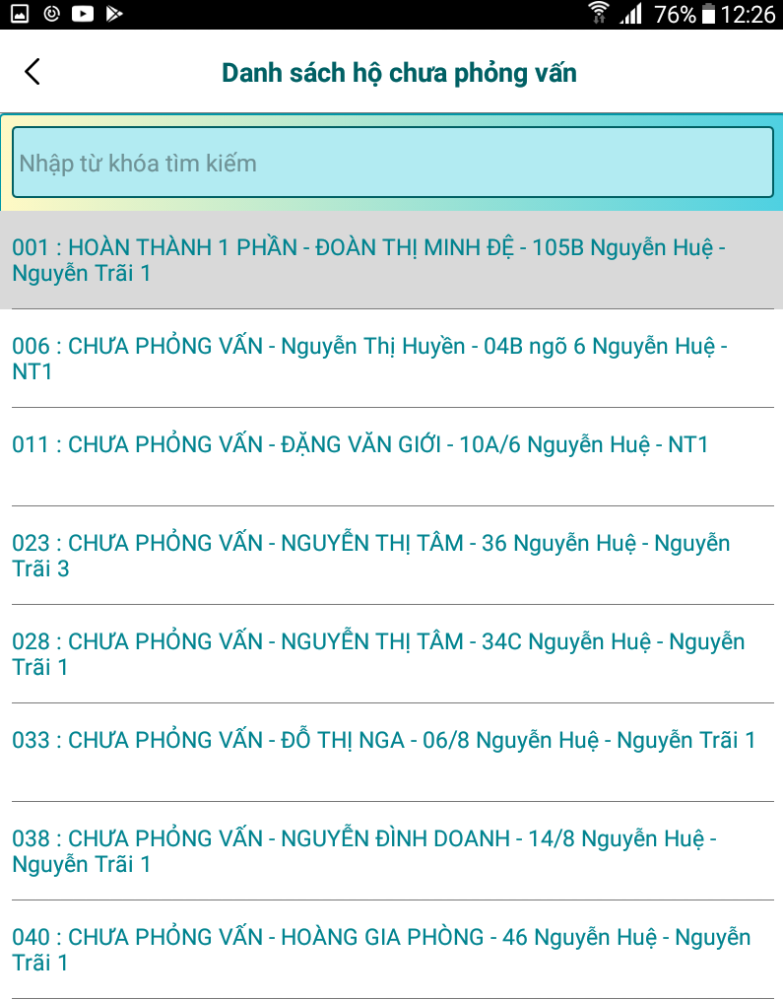 76% 12:26
Danh sách hộ chưa phỏng vấn
Nhập từ khóa tìm kiếm
001 : HOÀN THÀNH 1 PHẦN - ĐOÀN THỊ MINH ĐỆ - 105B Nguyễn Huệ -
Nguyễn Trãi 1
006 : CHƯA PHỎNG VẤN - Nguyễn Thị Huyền - 04B ngõ 6 Nguyễn Huệ -
NT1
011 : CHƯA PHỎNG VẤN - ĐẶNG VĂN GIỚI - 10A/6 Nguyễn Huệ - NT1
023 : CHƯA PHỎNG VẤN - NGUYỄN THỊ TÂM - 36 Nguyễn Huệ - Nguyễn
Trãi 3
028 : CHƯA PHỎNG VẤN - NGUYỄN THỊ TÂM - 34C Nguyễn Huệ - Nguyễn
Trãi 1
033 : CHƯA PHỎNG VẤN - ĐỖ THỊ NGA - 06/8 Nguyễn Huệ - Nguyễn Trãi 1
038 : CHƯA PHỎNG VẤN - NGUYỄN ĐÌNH DOANH - 14/8 Nguyễn Huệ -
Nguyễn Trãi 1
040 : CHƯA PHỎNG VẤN - HOÀNG GIA PHÒNG - 46 Nguyễn Huệ - Nguyễn
Trãi 1